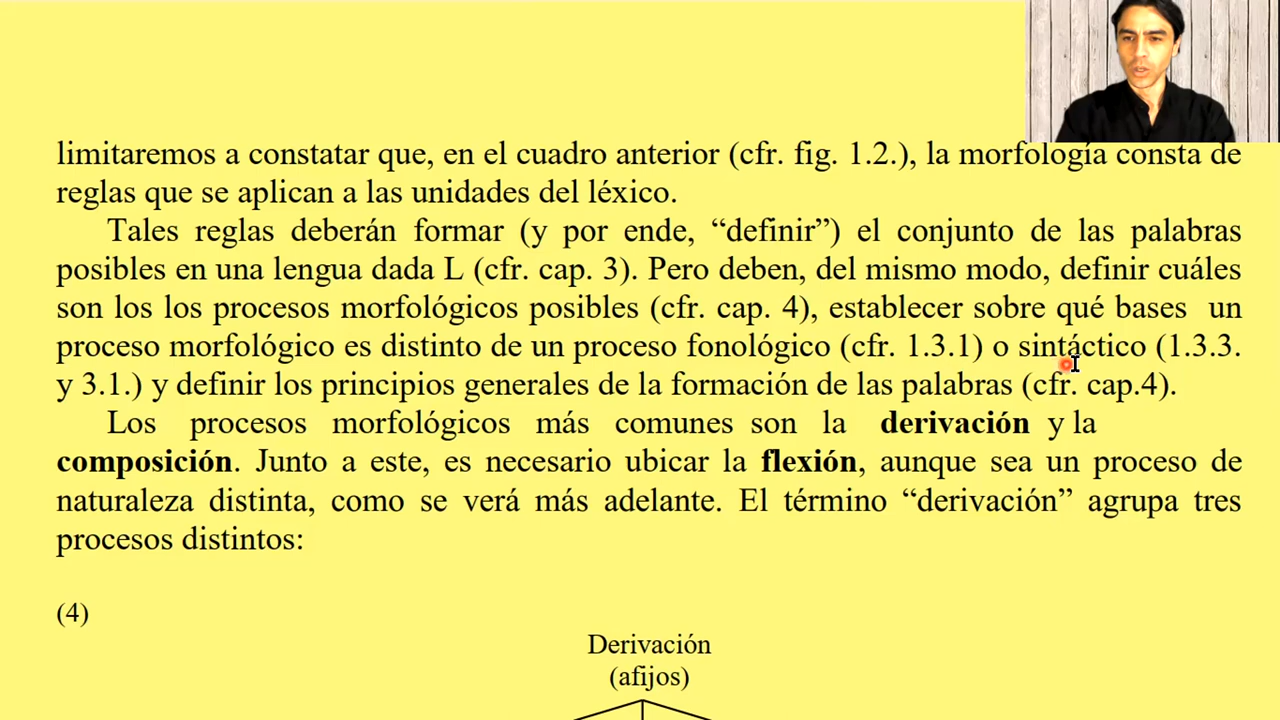 limitaremos a constatar que, en el cuadro anterior (cfr. fig. 1.2.), la morfología consta de
reglas que se aplican a las unidades del léxico.
Tales reglas deberán formar (y por ende, “definir”) el conjunto de las palabras
posibles en una lengua dada L (cfr. cap. 3). Pero deben, del mismo modo, definir cuáles
son los los procesos morfológicos posibles (cfr. cap. 4), establecer sobre qué bases un
proceso morfológico es distinto de un proceso fonológico (cfr. 1.3.1) o sintáctico (1.3.3.
y 3.1.) y definir los principios generales de la formación de las palabras (cfr. cap.4).
Los procesos morfológicos más comunes son la derivación y la
composición. Junto a este, es necesario ubicar la flexión, aunque sea un proceso de
naturaleza distinta, como se verá más adelante. El término “derivación” agrupa tres
procesos distintos:
(4)
Derivación
(afijos)